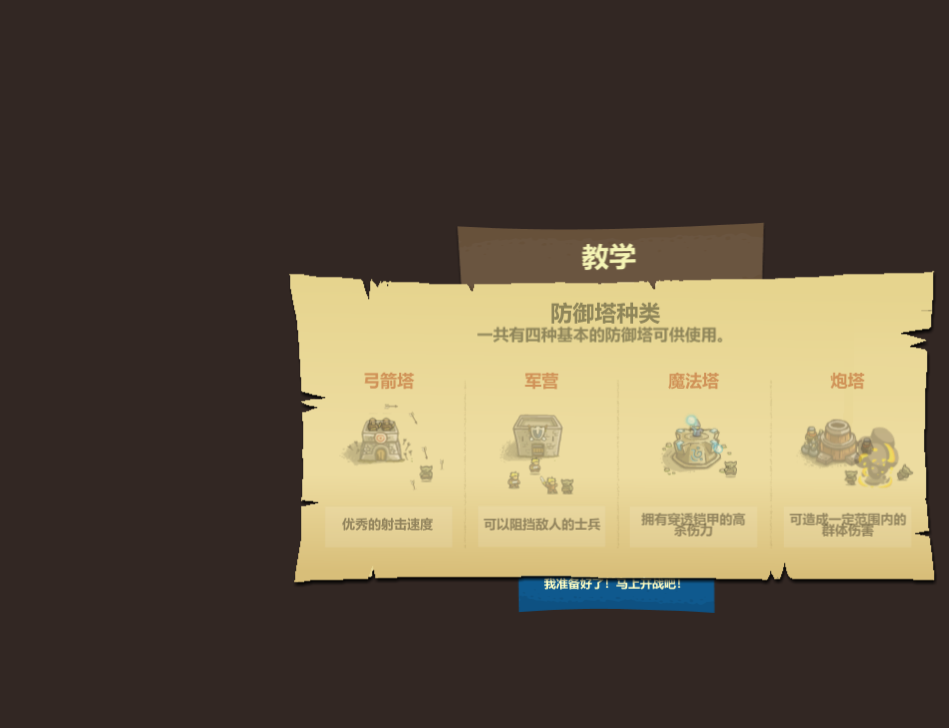 教学
防御塔种类
一共有四种基本的防御塔可供使用。
弓箭塔
军营
魔法塔
炮塔
优秀的射击速度
可以阻挡敌人的士兵
拥有穿透铠甲的高
杀伤力
可造成一定范围内的
群体伤害
我准备好了！马上开战吧！